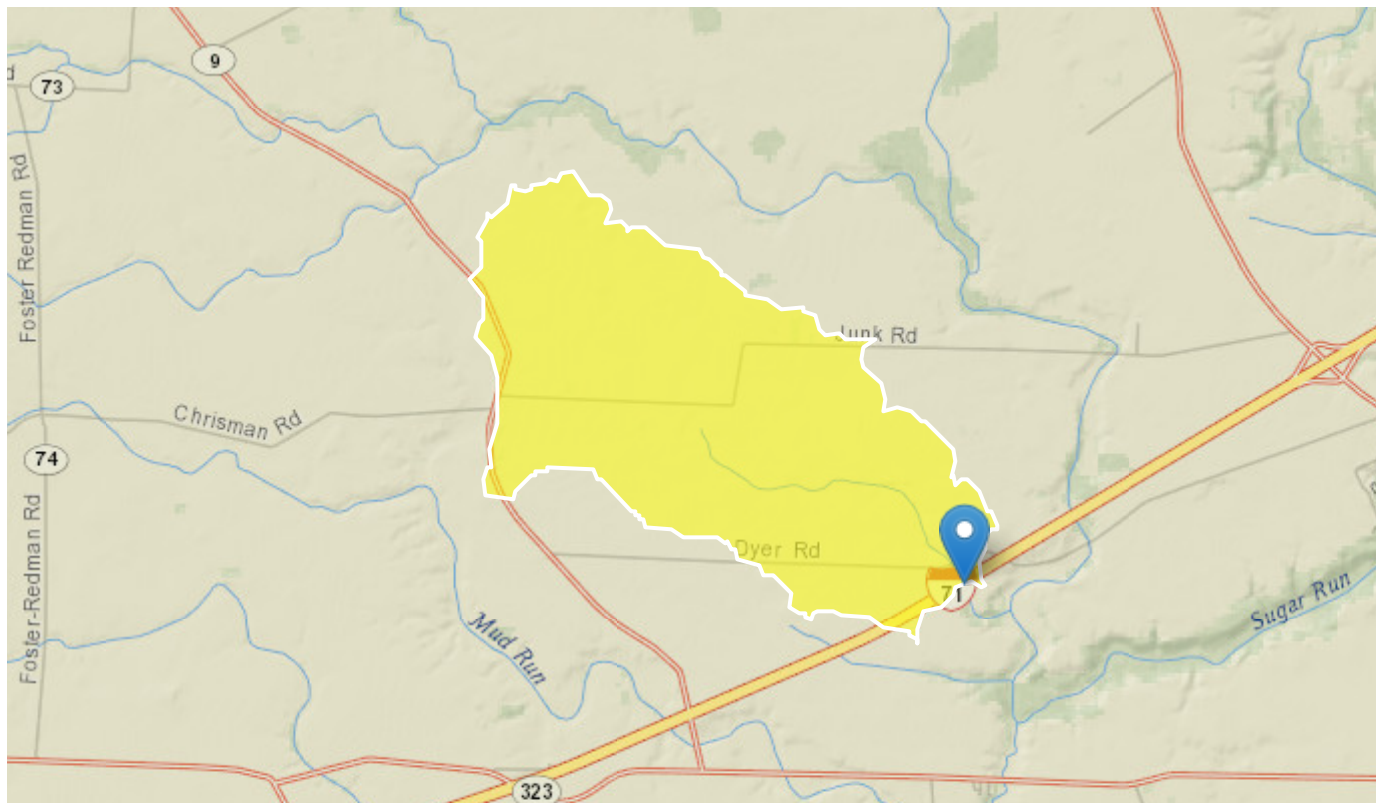 9
d
73
Foster Redman Rd
Junk Rd
Chrisman Rd
74
Foster-Redman Rd
Dyer Rd
71
Sugar Run
Mud Run
323